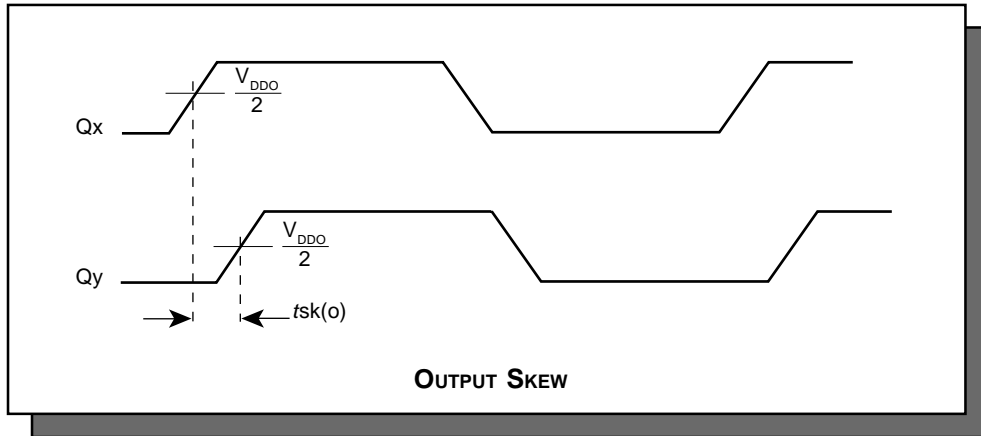 V_DDO
2
Qx
V_DDO
2
Qy
tsk(o)
OUTPUT SKEW